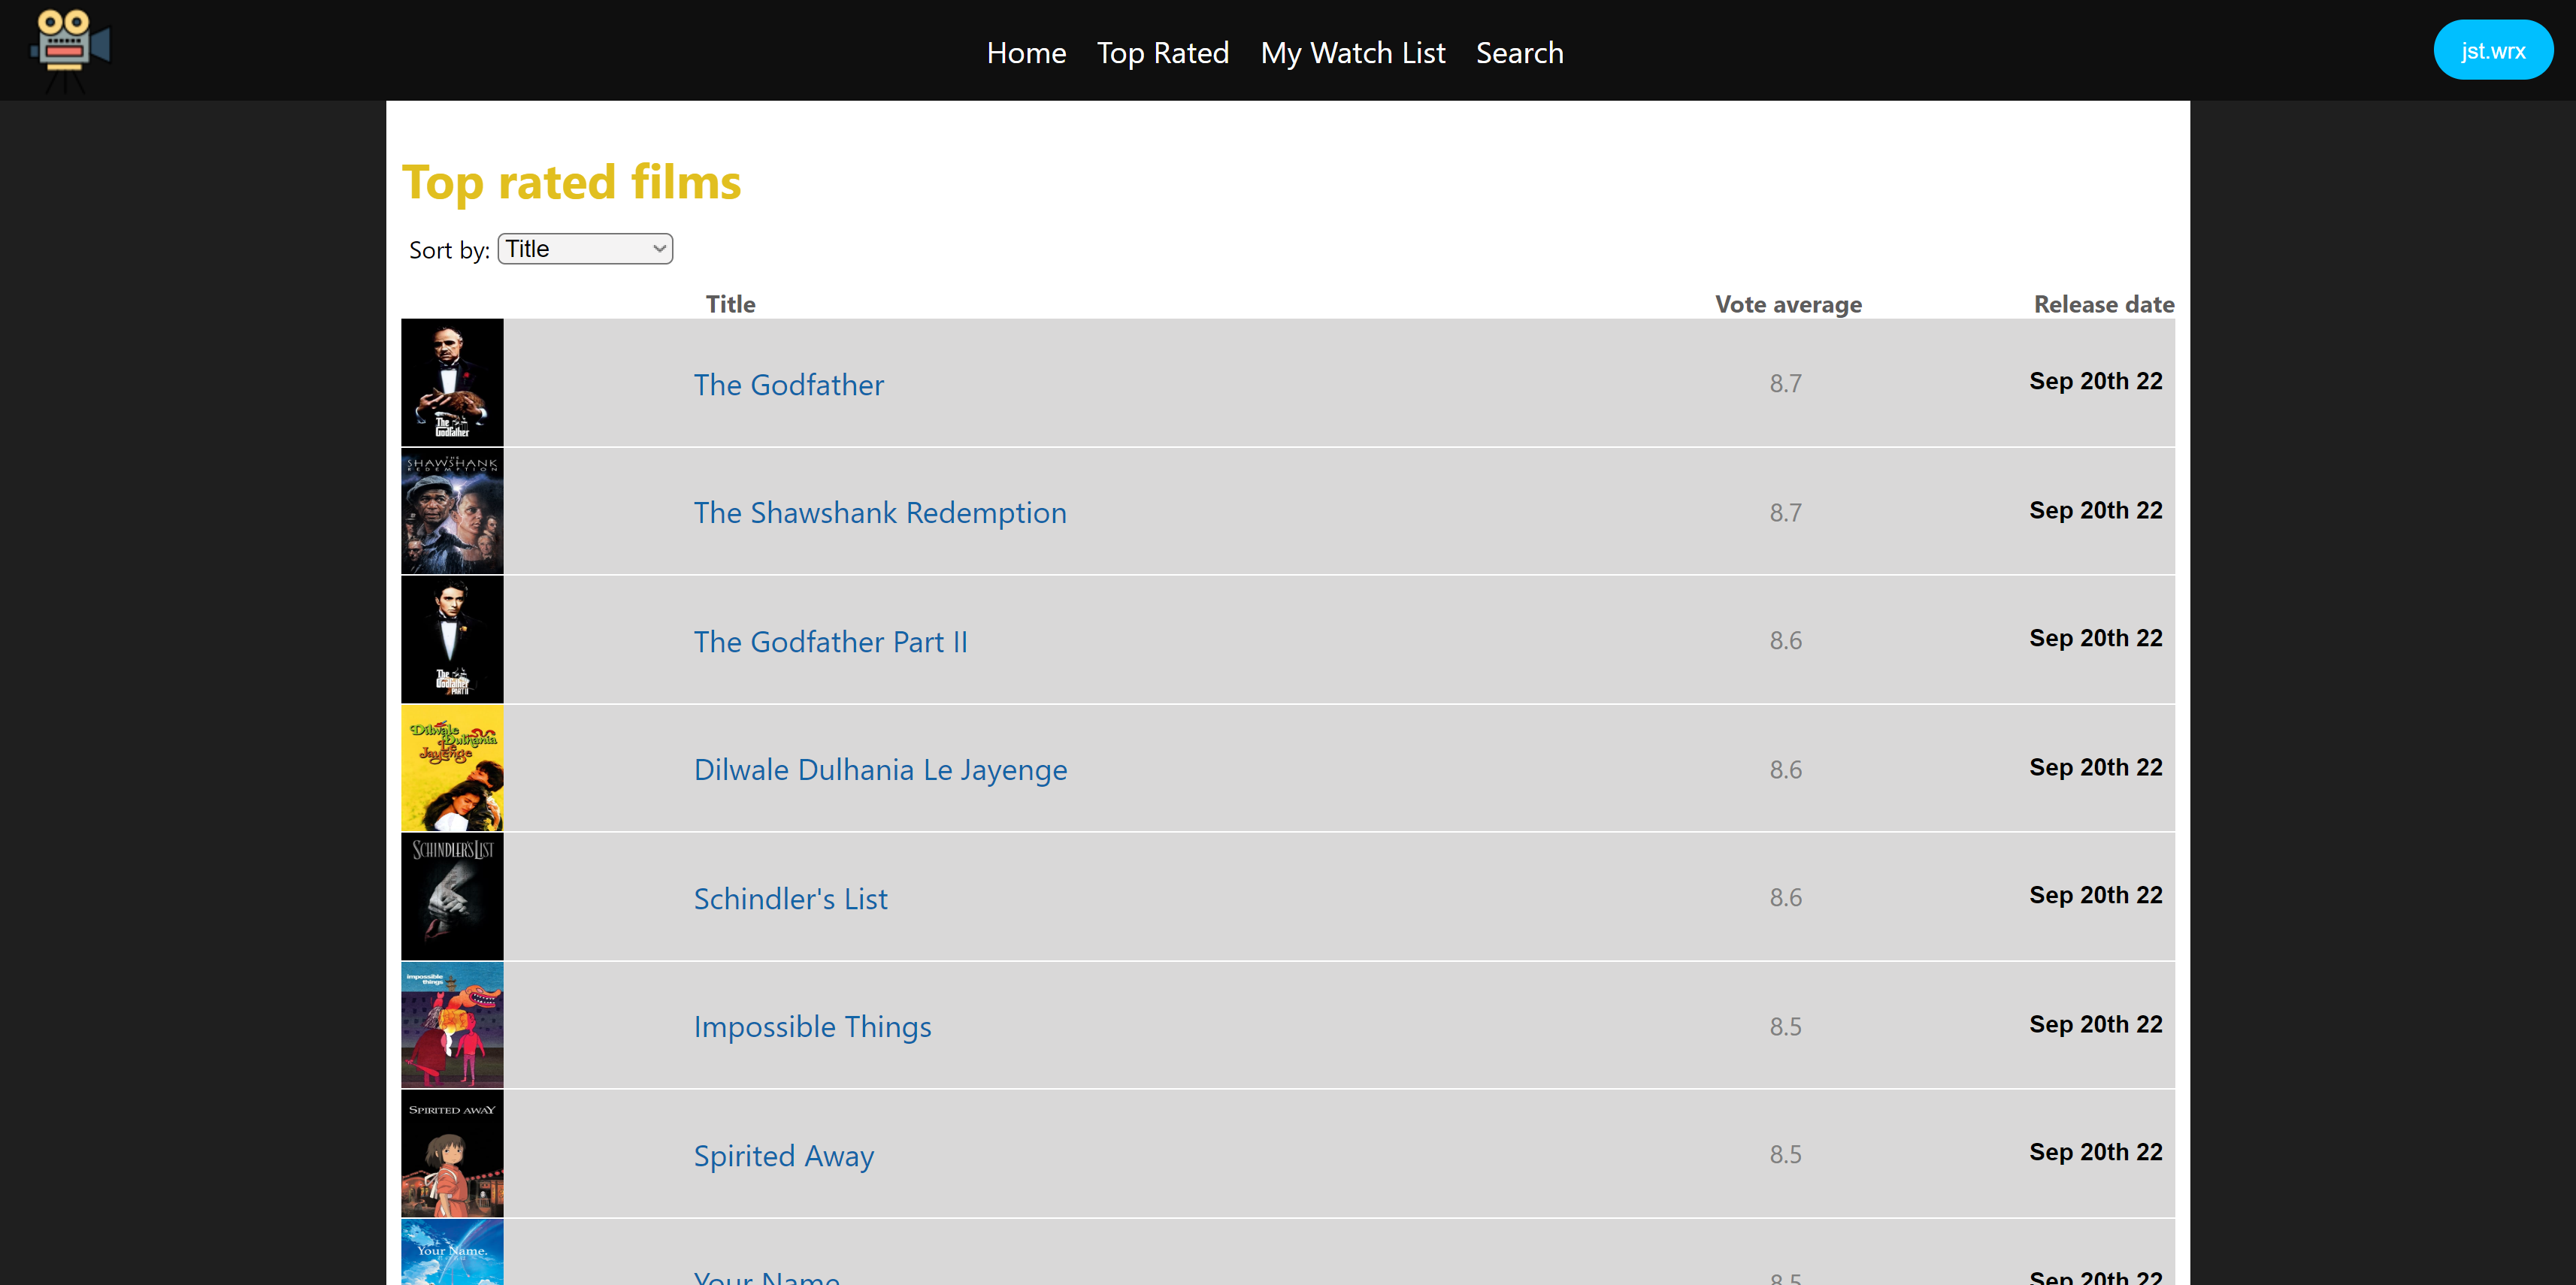 Home Top Rated My Watch List Search jst.wrx
Top rated films
Sort by: Title
Title Vote average Release date
The Godfather
The Godfather 8.7 Sep 20th 22
THE SHAWSHANK REDEMPTION
The Shawshank Redemption 8.7 Sep 20th 22
The Godfather PART II
The Godfather Part II 8.6 Sep 20th 22
Dilwale Dulhania Le Jayenge
Dilwale Dulhania Le Jayenge 8.6 Sep 20th 22
SCHINDLER'S LIST
Schindler's List 8.6 Sep 20th 22
impossible things
Impossible Things 8.5 Sep 20th 22
SPIRITED AWAY
Spirited Away 8.5 Sep 20th 22
Your Name.
Your Name. 8.5 Sep 20th 22